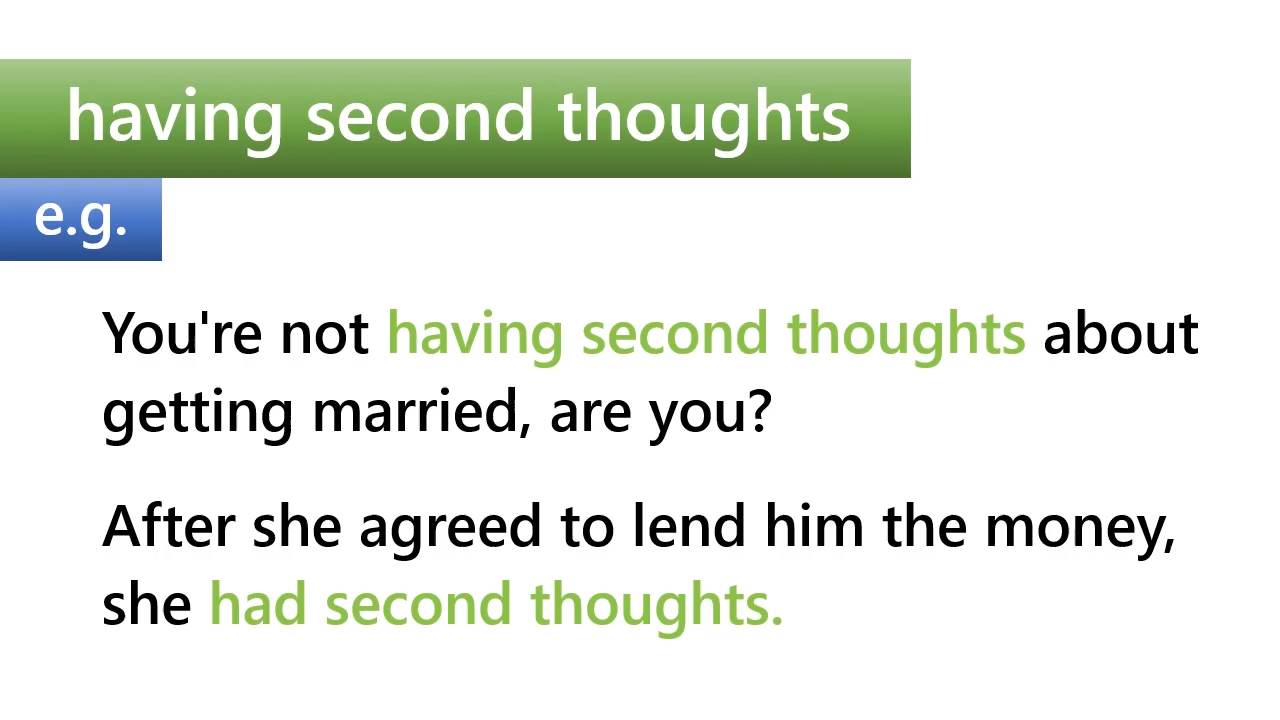 having second thoughts
e.g.
You're not having second thoughts about
getting married, are you?
After she agreed to lend him the money,
she had second thoughts.